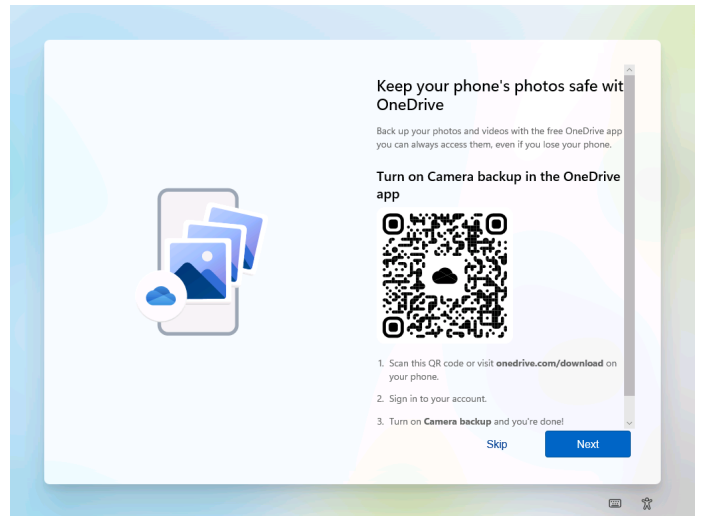 Keep your phone's photos safe wit
OneDrive
Back up your photos and videos with the free OneDrive app
you can always access them, even if you lose your phone.
Turn on Camera backup in the OneDrive
app
1. Scan this QR code or visit onedrive.com/download on
your phone.
2. Sign in to your account.
3. Turn on Camera backup and you're done!
Skip
Next